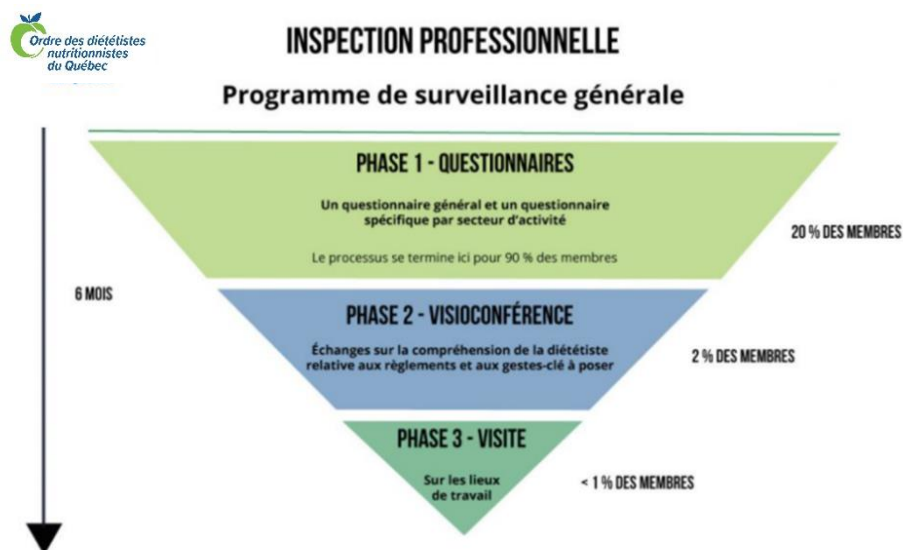 Ordre des diététistes
nutritionnistes
du Québec
INSPECTION PROFESSIONNELLE
Programme de surveillance générale
PHASE 1 - QUESTIONNAIRES
Un questionnaire général et un questionnaire
spécifique par secteur d'activité
Le processus se termine ici pour 90 % des membres
20 % DES MEMBRES
6 MOIS
PHASE 2 - VISIOCONFÉRENCE
Échanges sur la compréhension de la diététiste
relative aux règlements et aux gestes-clé à poser
2 % DES MEMBRES
PHASE 3 - VISITE
Sur les lieux
de travail
< 1 % DES MEMBRES